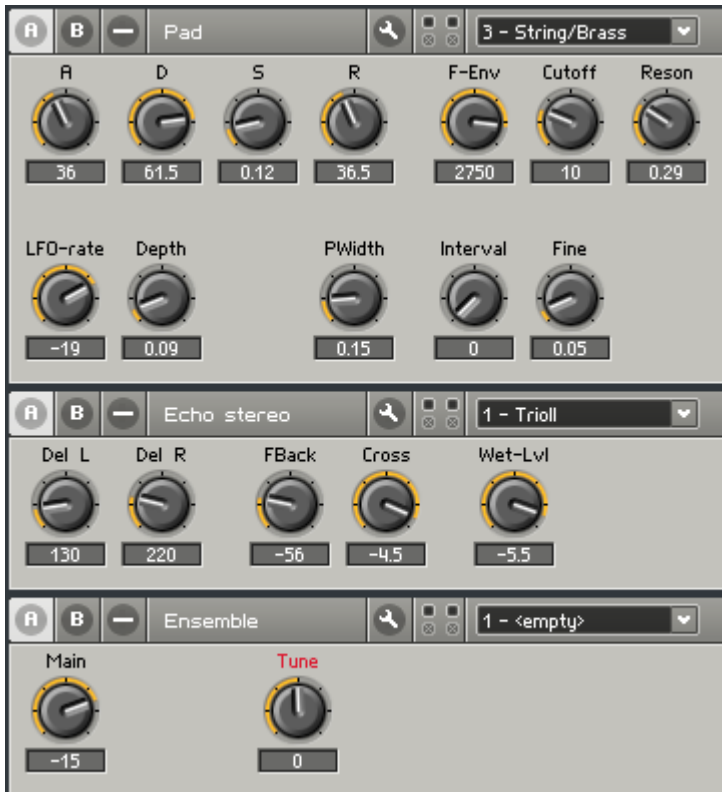 A B Pad 3 - String/Brass
A D S R F-Env Cutoff Reson
36 61.5 0.12 36.5 2750 10 0.29
LFO-rate Depth PWidth Interval Fine
-19 0.09 0.15 0 0.05
A B Echo stereo 1 - Trioll
Del L Del R FBack Cross Wet-Lvl
130 220 -56 -4.5 -5.5
A B Ensemble 1 - <empty>
Main Tune
-15 0